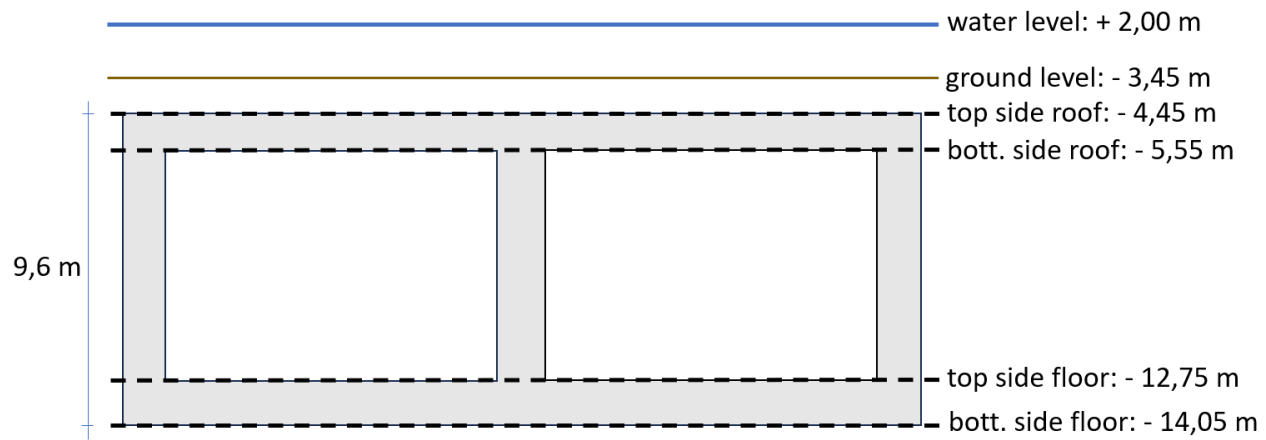 water level: + 2,00 m
ground level: - 3,45 m
top side roof: - 4,45 m
bott. side roof: - 5,55 m
9,6 m
top side floor: - 12,75 m
bott. side floor: - 14,05 m